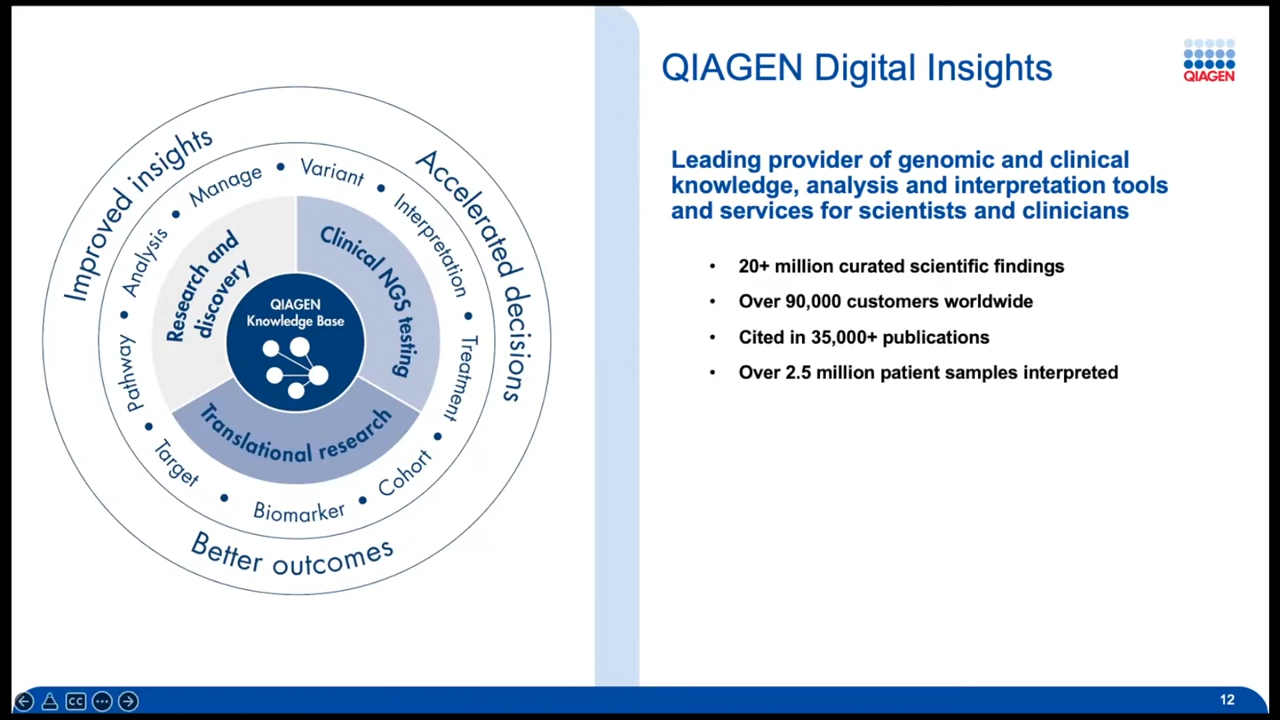 QIAGEN Digital Insights
QIAGEN
Improved insights
Accelerated decisions
Better outcomes
Manage • Variant • Interpretation • Treatment • Cohort • Biomarker • Target • Pathway • Analysis •
Research and
discovery
Clinical NGS testing
Translational research
QIAGEN
Knowledge Base
Leading provider of genomic and clinical
knowledge, analysis and interpretation tools
and services for scientists and clinicians
• 20+ million curated scientific findings
• Over 90,000 customers worldwide
• Cited in 35,000+ publications
• Over 2.5 million patient samples interpreted
CC
12